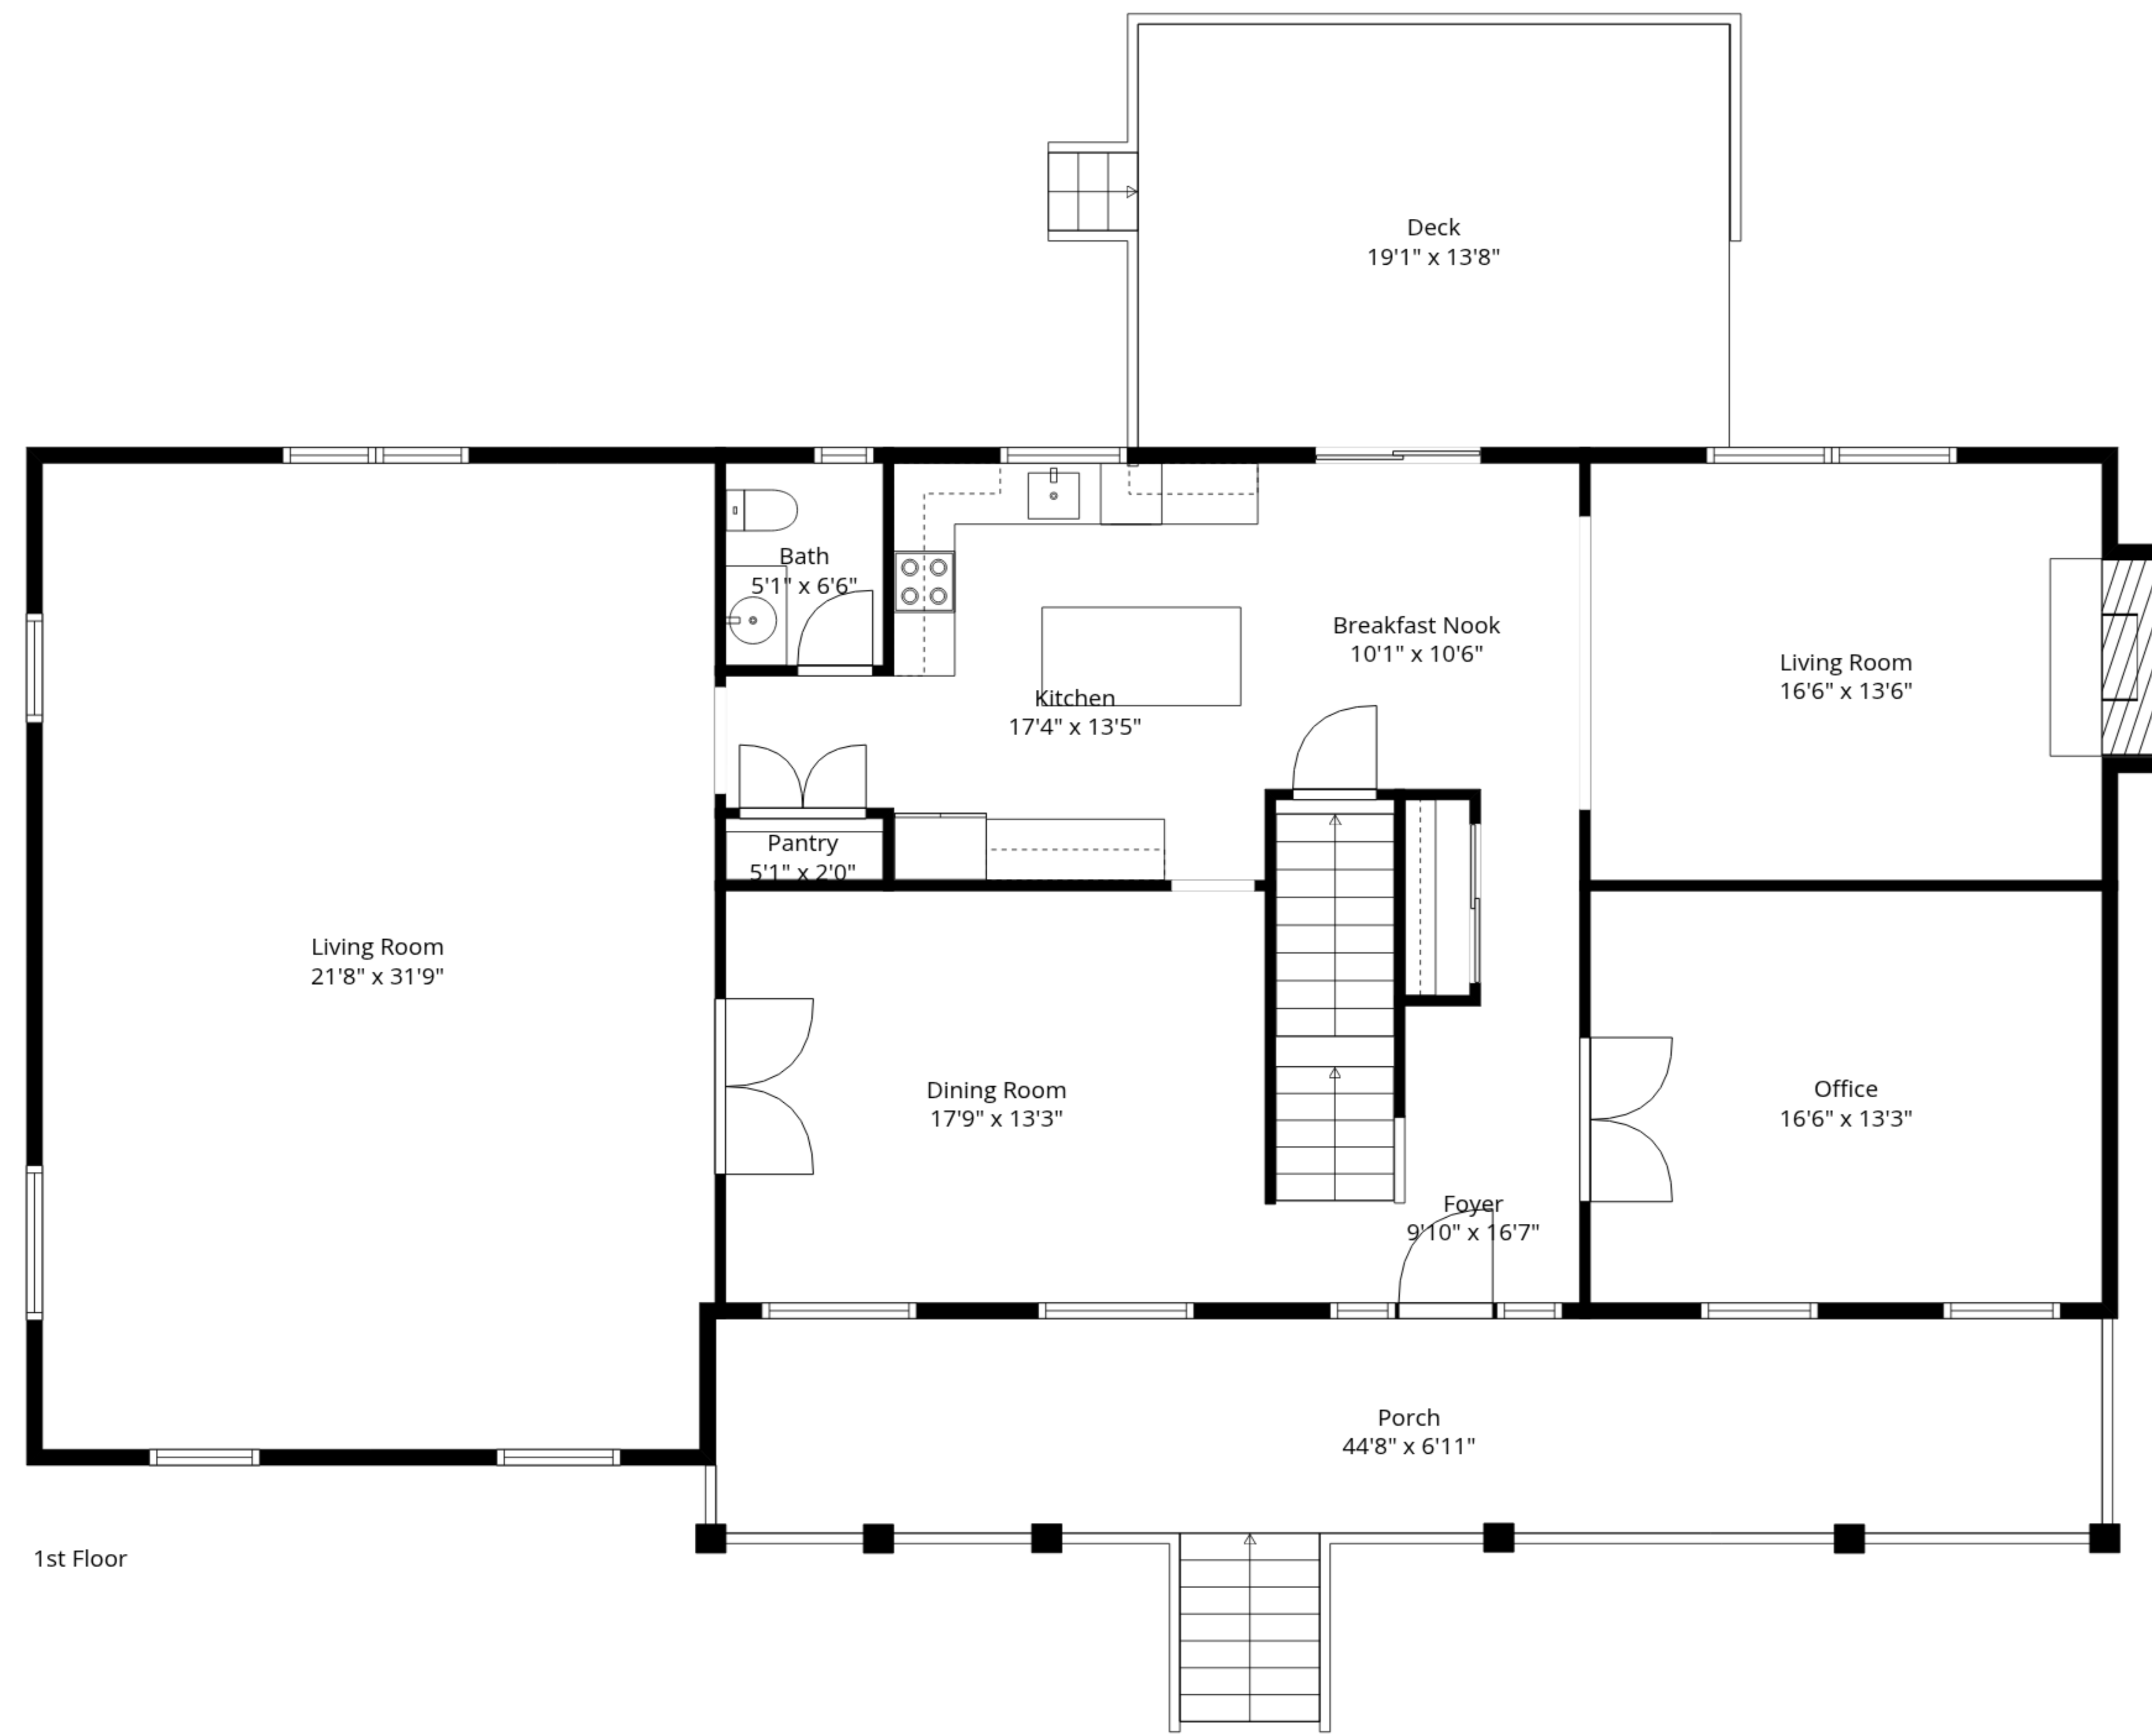 Deck
19'1" x 13'8"
Bath
5'1" x 6'6"
Breakfast Nook
10'1" x 10'6"
Living Room
16'6" x 13'6"
Kitchen
17'4" x 13'5"
Pantry
5'1" x 2'0"
Living Room
21'8" x 31'9"
Dining Room
17'9" x 13'3"
Office
16'6" x 13'3"
Foyer
9'10" x 16'7"
Porch
44'8" x 6'11"
1st Floor